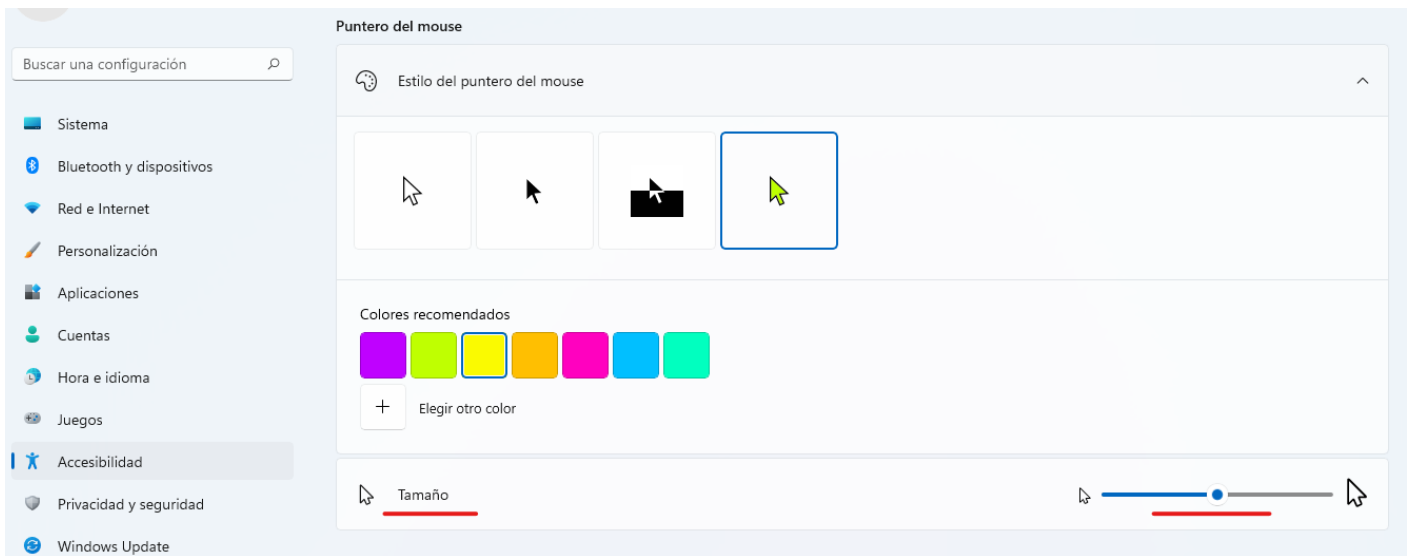 Buscar una configuración
Sistema
Bluetooth y dispositivos
Red e Internet
Personalización
Aplicaciones
Cuentas
Hora e idioma
Juegos
Accesibilidad
Privacidad y seguridad
Windows Update
Puntero del mouse
Estilo del puntero del mouse
Colores recomendados
Elegir otro color
Tamaño